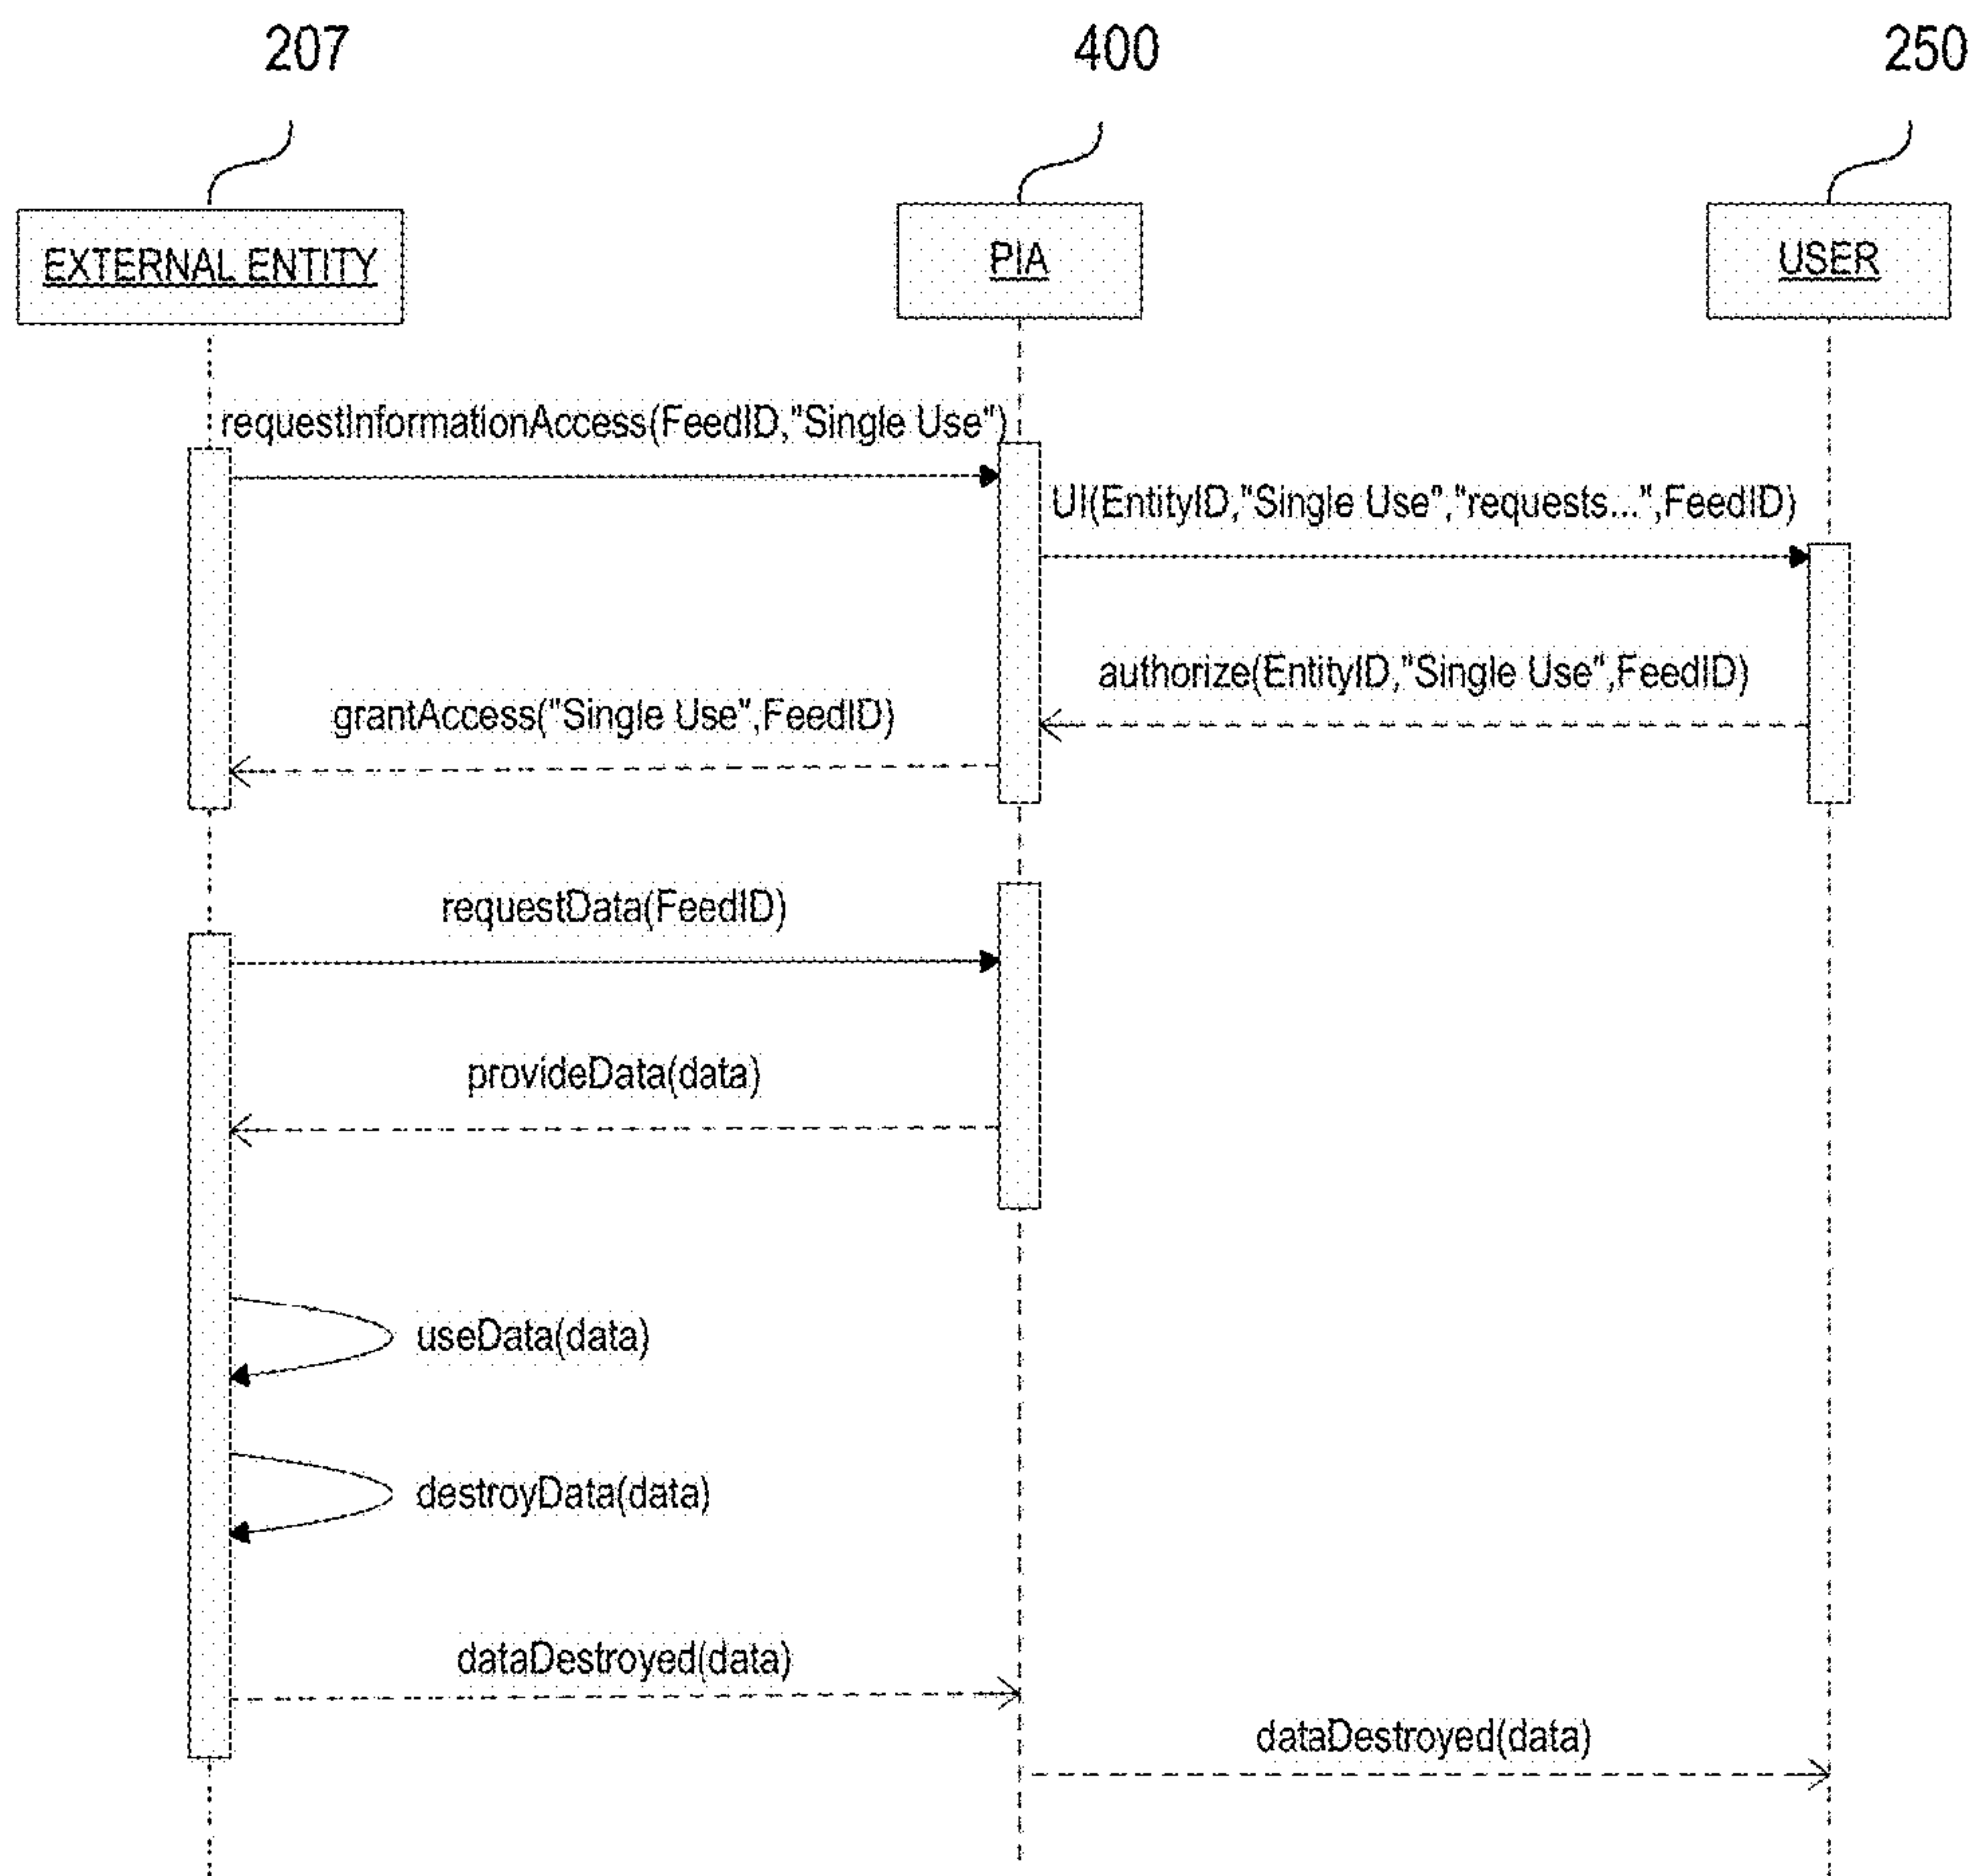 207
400
250
EXTERNAL ENTITY
PIA
USER
requestInformationAccess(FeedID,"Single Use")
UI(EntityID,"Single Use","requests...",FeedID)
authorize(EntityID,"Single Use",FeedID)
grantAccess("Single Use",FeedID)
requestData(FeedID)
provideData(data)
useData(data)
destroyData(data)
dataDestroyed(data)
dataDestroyed(data)